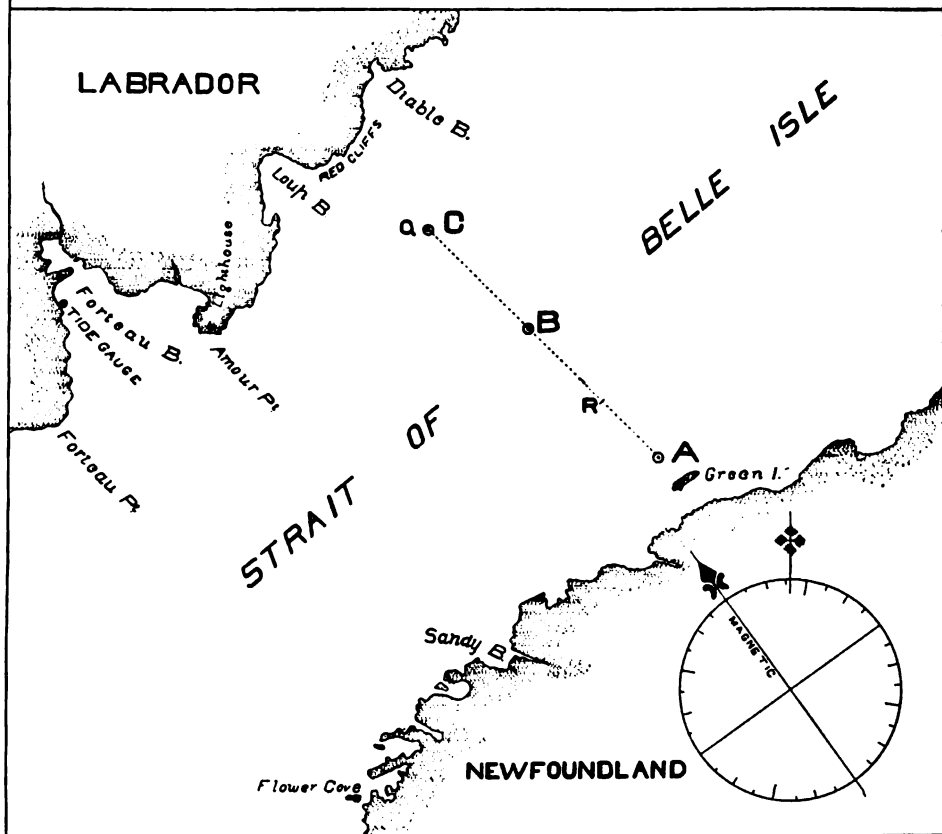 LABRADOR
Diable B.
RED CLIFFS
Loup B
BELLE ISLE
Lighthouse
a C
B
Forteau B.
TIDE GAUGE
Amour Pt
R
A
Green I.
Forteau Pt
STRAIT OF
MAGNETIC
Sandy B
NEWFOUNDLAND
Flower Cove